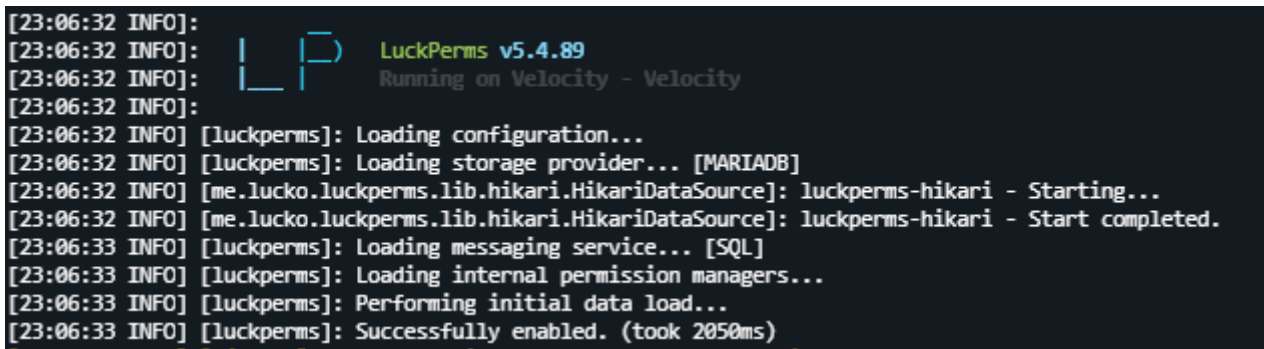 [23:06:32 INFO]:        __
[23:06:32 INFO]:   |    |__)   LuckPerms v5.4.89
[23:06:32 INFO]:   |___ |      Running on Velocity - Velocity
[23:06:32 INFO]:
[23:06:32 INFO] [luckperms]: Loading configuration...
[23:06:32 INFO] [luckperms]: Loading storage provider... [MARIADB]
[23:06:32 INFO] [me.lucko.luckperms.lib.hikari.HikariDataSource]: luckperms-hikari - Starting...
[23:06:32 INFO] [me.lucko.luckperms.lib.hikari.HikariDataSource]: luckperms-hikari - Start completed.
[23:06:33 INFO] [luckperms]: Loading messaging service... [SQL]
[23:06:33 INFO] [luckperms]: Loading internal permission managers...
[23:06:33 INFO] [luckperms]: Performing initial data load...
[23:06:33 INFO] [luckperms]: Successfully enabled. (took 2050ms)